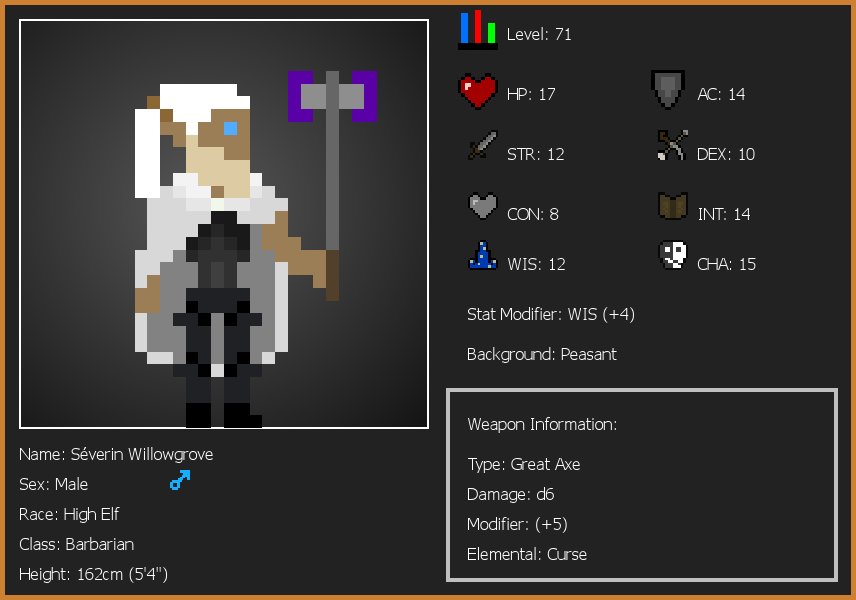 Level: 71
HP: 17
AC: 14
STR: 12
DEX: 10
CON: 8
INT: 14
WIS: 12
CHA: 15
Stat Modifier: WIS (+4)
Background: Peasant
Weapon Information:
Type: Great Axe
Damage: d6
Modifier: (+5)
Elemental: Curse
Name: Séverin Willowgrove
Sex: Male
Race: High Elf
Class: Barbarian
Height: 162cm (5'4")